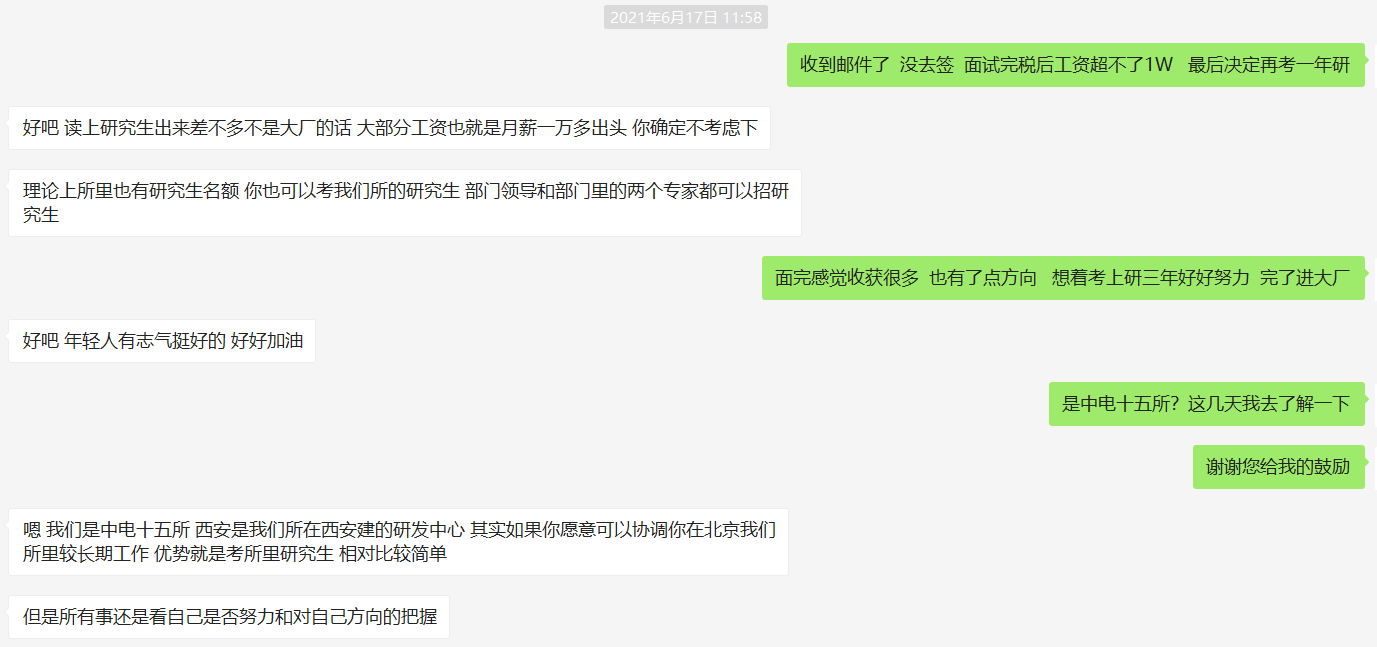 2021年6月17日 11:58
收到邮件了  没去签  面试完税后工资超不了1W   最后决定再考一年研
好吧 读上研究生出来差不多不是大厂的话 大部分工资也就是月薪一万多出头 你确定不考虑下
理论上所里也有研究生名额 你也可以考我们所的研究生 部门领导和部门里的两个专家都可以招研
究生
面完感觉收获很多  也有了点方向   想着考上研三年好好努力  完了进大厂
好吧 年轻人有志气挺好的 好好加油
是中电十五所？这几天我去了解一下
谢谢您给我的鼓励
嗯 我们是中电十五所 西安是我们所在西安建的研发中心 其实如果你愿意可以协调你在北京我们
所里较长期工作 优势就是考所里研究生 相对比较简单
但是所有事还是看自己是否努力和对自己方向的把握